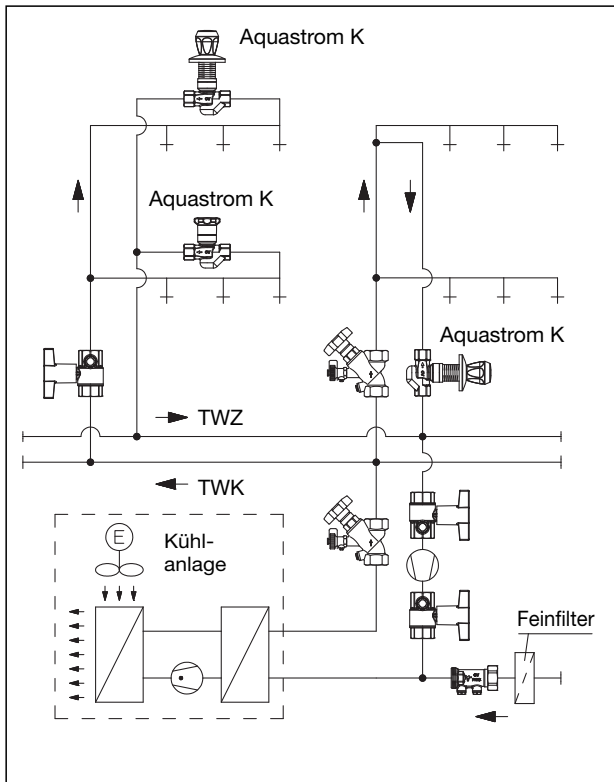 Aquastrom K
Aquastrom K
Aquastrom K
TWZ
TWK
E
Kühl-
anlage
Feinfilter